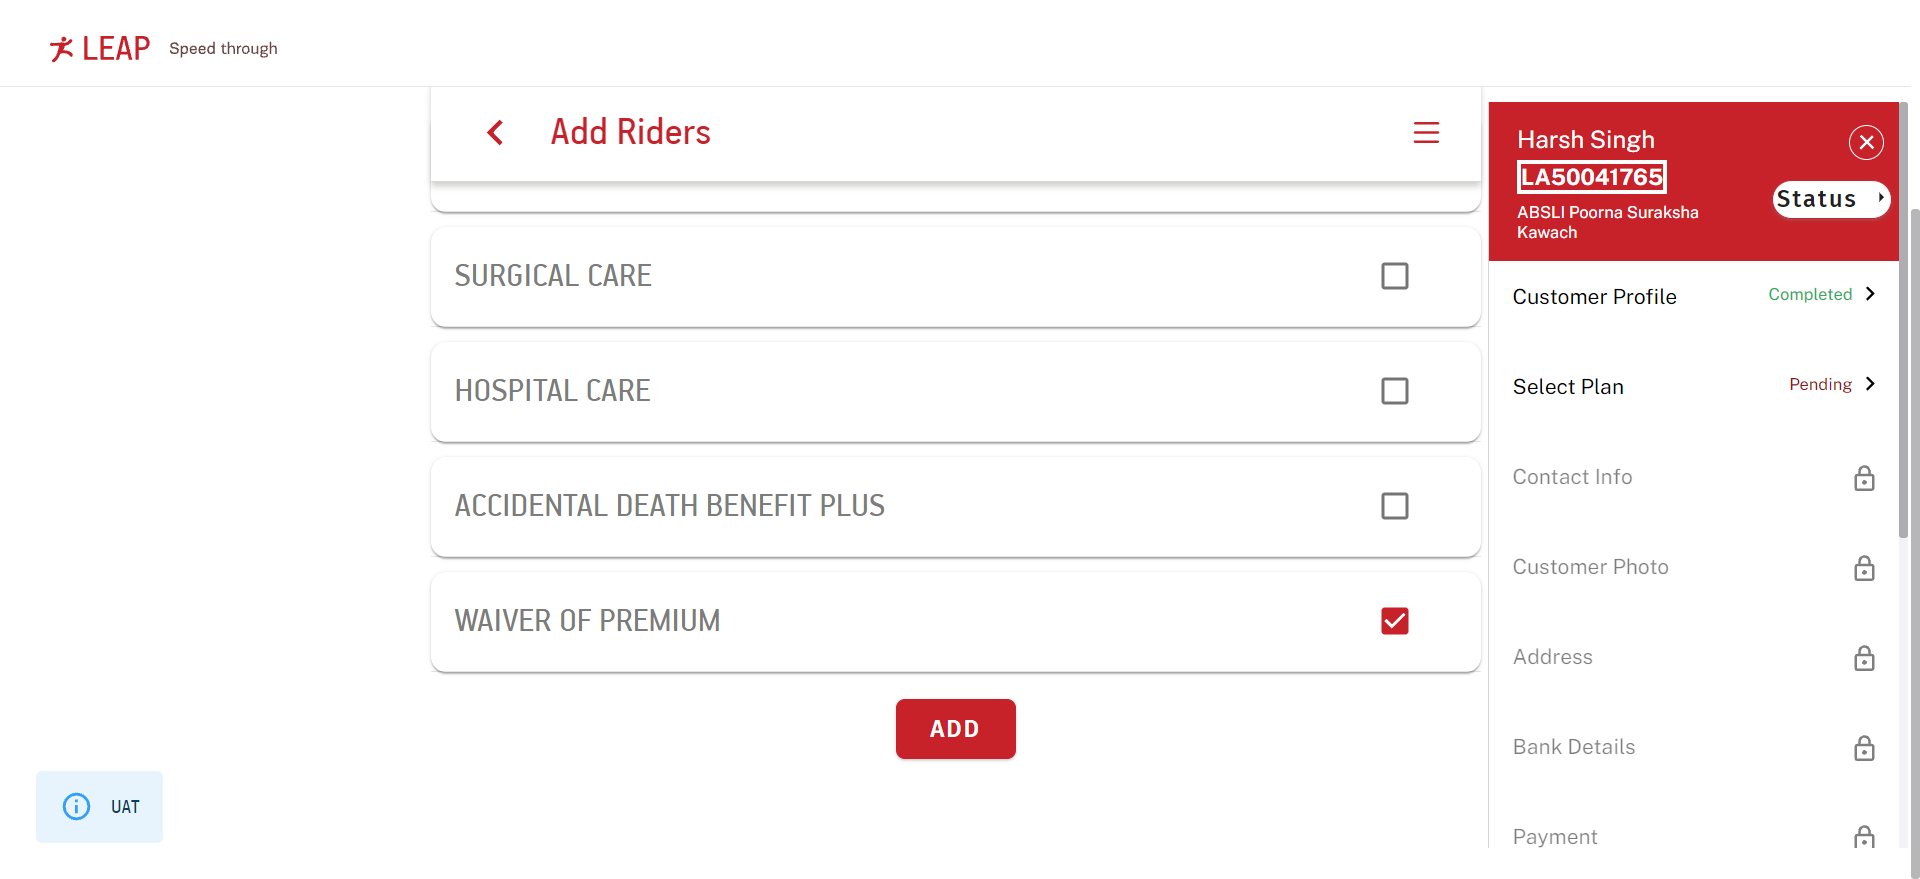 LEAP Speed through
Add Riders
SURGICAL CARE
HOSPITAL CARE
ACCIDENTAL DEATH BENEFIT PLUS
WAIVER OF PREMIUM
ADD
UAT
Harsh Singh
LA50041765
Status
ABSLI Poorna Suraksha
Kawach
Customer Profile Completed
Select Plan Pending
Contact Info
Customer Photo
Address
Bank Details
Payment